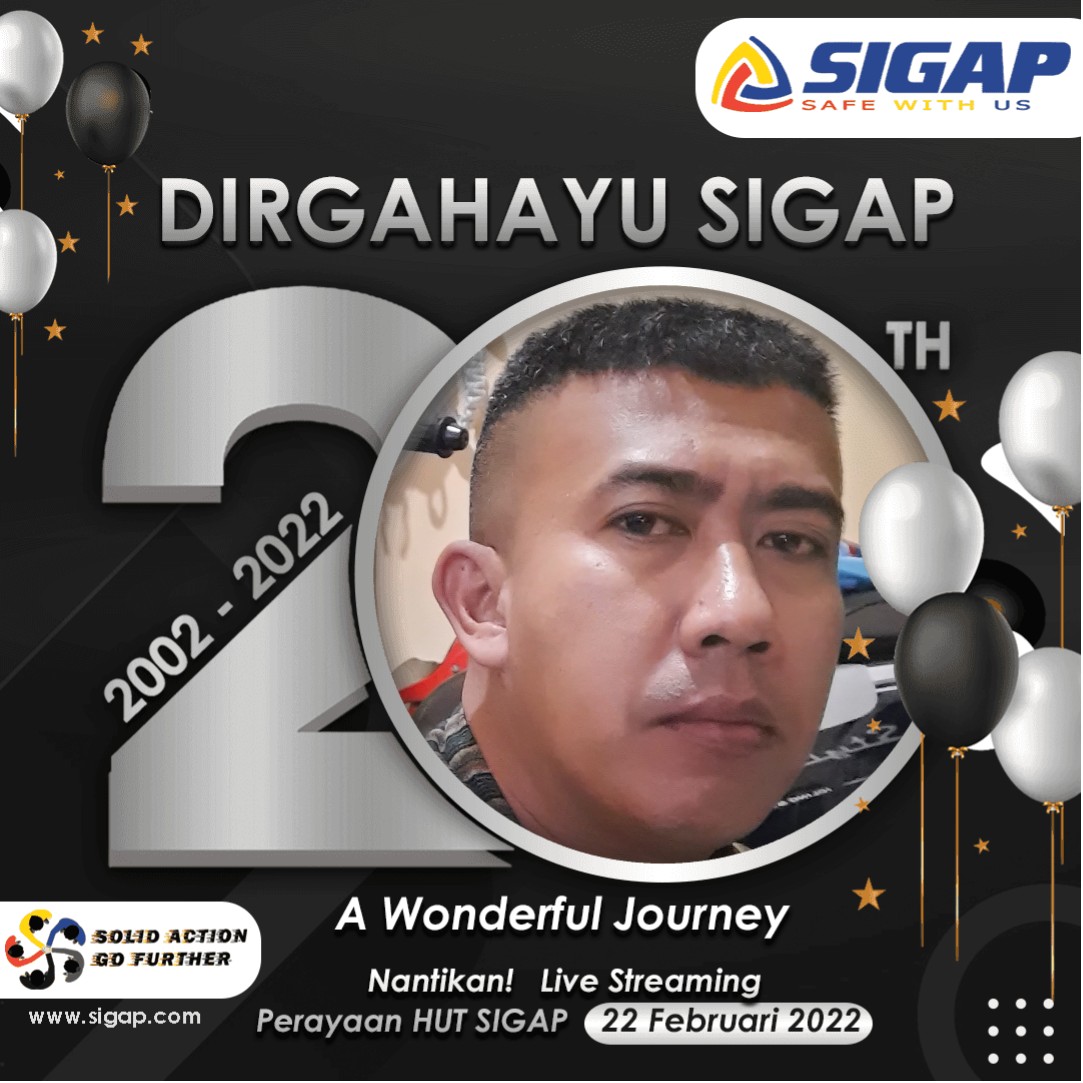 SIGAP
SAFE WITH US
DIRGAHAYU SIGAP
20
TH
2002 - 2022
A Wonderful Journey
SOLID ACTION
GO FURTHER
Nantikan! Live Streaming
www.sigap.com
Perayaan HUT SIGAP 22 Februari 2022